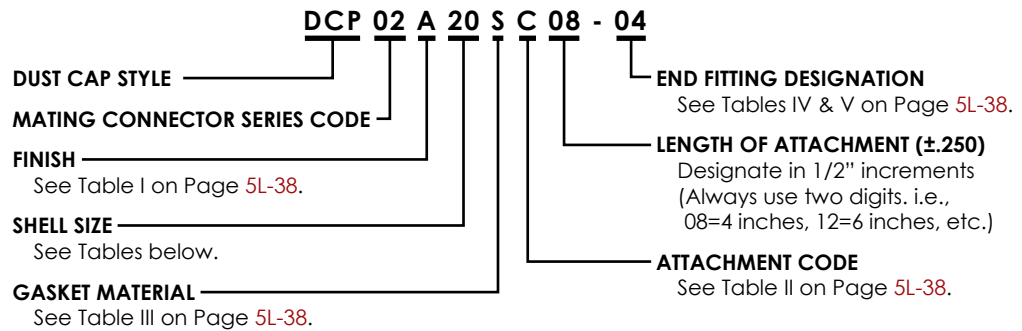 DCP 02 A 20 S C 08 - 04
DUST CAP STYLE
MATING CONNECTOR SERIES CODE
FINISH
See Table I on Page 5L-38.
SHELL SIZE
See Tables below.
GASKET MATERIAL
See Table III on Page 5L-38.
END FITTING DESIGNATION
See Tables IV & V on Page 5L-38.
LENGTH OF ATTACHMENT (±.250)
Designate in 1/2” increments
(Always use two digits. i.e.,
08=4 inches, 12=6 inches, etc.)
ATTACHMENT CODE
See Table II on Page 5L-38.